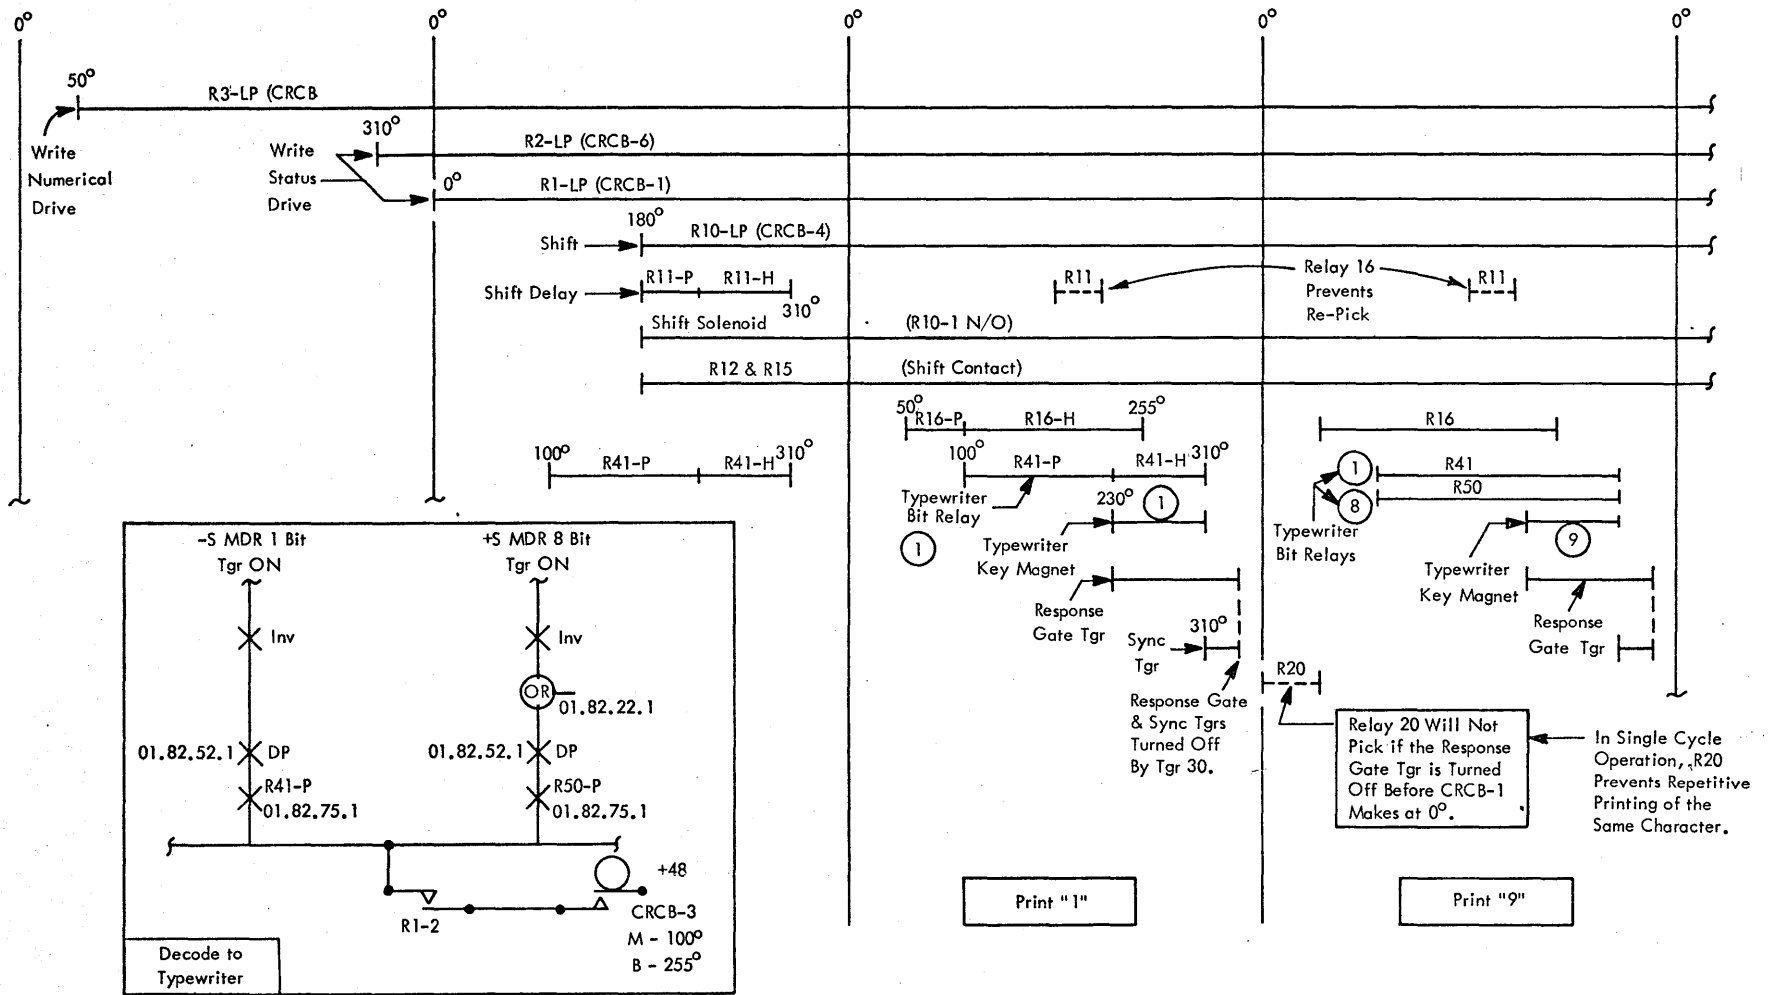 0° 0° 0° 0° 0°
50°
R3-LP (CRCB
Write
Numerical
Drive
310°
R2-LP (CRCB-6)
Write
Status
Drive
0°
R1-LP (CRCB-1)
180°
Shift
R10-LP (CRCB-4)
Shift Delay
R11-P R11-H
310°
R11
Relay 16
Prevents
Re-Pick
R11
Shift Solenoid (R10-1 N/O)
R12 & R15 (Shift Contact)
50° R16-P R16-H 255°
R16
100° R41-P R41-H 310°
100° R41-P R41-H 310°
Typewriter
Bit Relay
1
230° 1
Typewriter
Key Magnet
Response
Gate Tgr
310°
Sync
Tgr
Response Gate
& Sync Tgrs
Turned Off
By Tgr 30.
1 R41
8 R50
Typewriter
Bit Relays
9
Typewriter
Key Magnet
Response
Gate Tgr
R20
Relay 20 Will Not
Pick if the Response
Gate Tgr is Turned
Off Before CRCB-1
Makes at 0°.
In Single Cycle
Operation, R20
Prevents Repetitive
Printing of the
Same Character.
Print "1"
Print "9"
-S MDR 1 Bit
Tgr ON
Inv
01.82.52.1 DP
R41-P
01.82.75.1
+S MDR 8 Bit
Tgr ON
Inv
OR
01.82.22.1
01.82.52.1 DP
R50-P
01.82.75.1
+48
R1-2
CRCB-3
M - 100°
B - 255°
Decode to
Typewriter